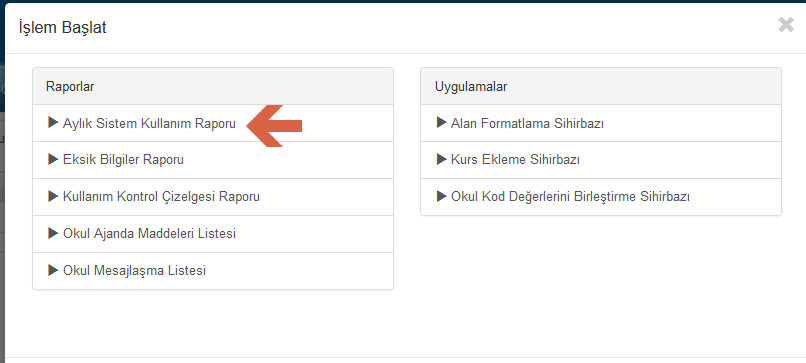 İşlem Başlat
Raporlar
Aylık Sistem Kullanım Raporu
Eksik Bilgiler Raporu
Kullanım Kontrol Çizelgesi Raporu
Okul Ajanda Maddeleri Listesi
Okul Mesajlaşma Listesi
Uygulamalar
Alan Formatlama Sihirbazı
Kurs Ekleme Sihirbazı
Okul Kod Değerlerini Birleştirme Sihirbazı